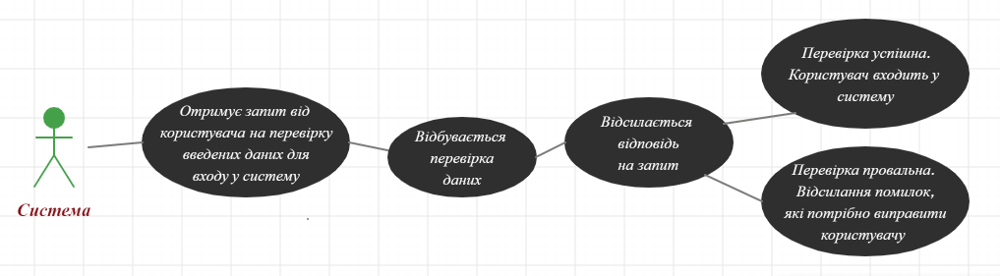 Система
Отримує запит від
користувача на перевірку
введених даних для
входу у систему
Відбувається
перевірка
даних
Відсилається
відповідь
на запит
Перевірка успішна.
Користувач входить у
систему
Перевірка провальна.
Відсилання помилок,
які потрібно виправити
користувачу